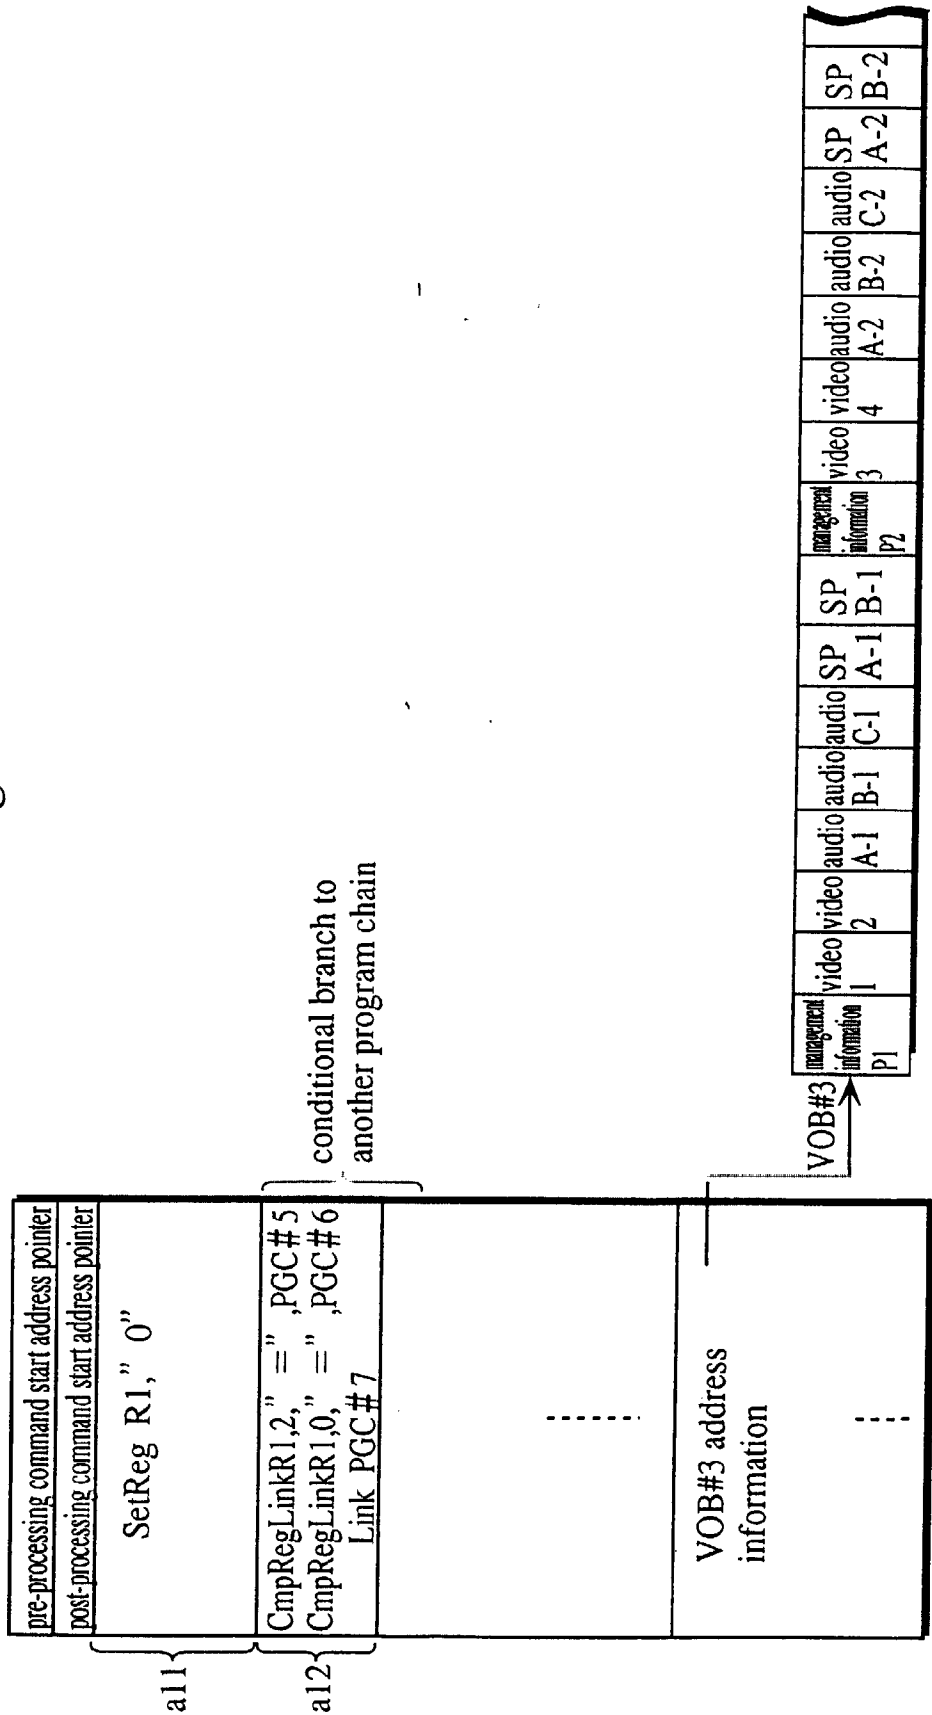 pre-processing command start address pointer
post-processing command start address pointer
a11
SetReg R1," 0"
a12
CmpRegLinkR1,2," =" ,PGC#5
CmpRegLinkR1,0," =" ,PGC#6
Link PGC#7
conditional branch to
another program chain
VOB#3 address
information
VOB#3
management
information
P1
video
1
video
2
audio
A-1
audio
B-1
audio
C-1
SP
A-1
SP
B-1
management
information
P2
video
3
video
4
audio
A-2
audio
B-2
audio
C-2
SP
A-2
SP
B-2